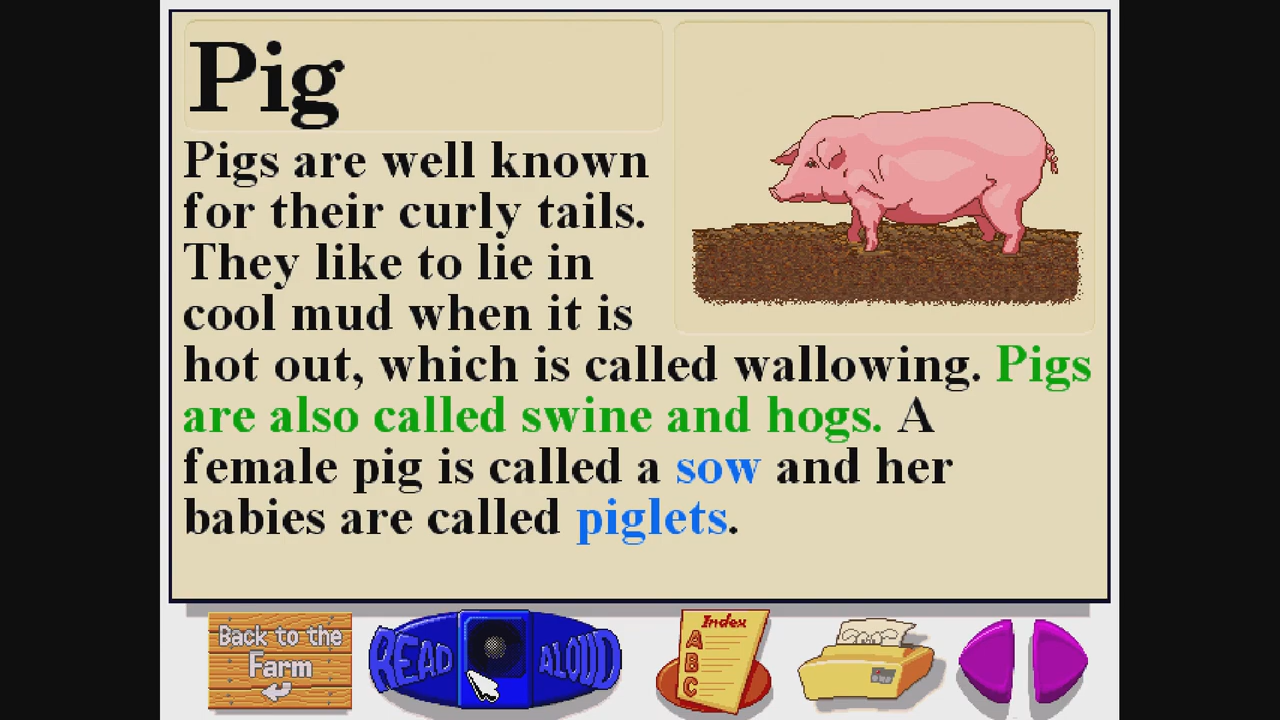 Pig
Pigs are well known
for their curly tails.
They like to lie in
cool mud when it is
hot out, which is called wallowing. Pigs
are also called swine and hogs. A
female pig is called a sow and her
babies are called piglets.
Back to the
Farm
READ ALOUD
Index
A
B
C